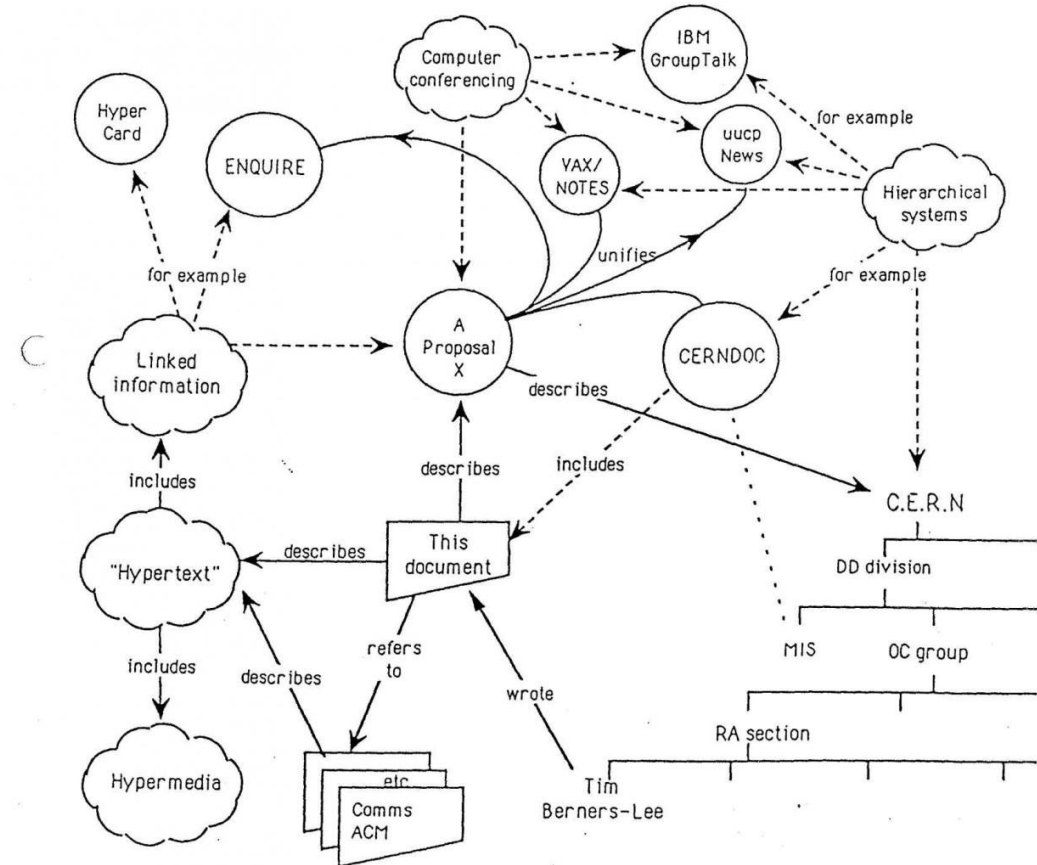 IBM
GroupTalk
Computer
conferencing
Hyper
Card
uucp
News
for example
ENQUIRE
VAX/
NOTES
Hierarchical
systems
unifies
for example
for example
A
Proposal
X
CERNDOC
Linked
information
describes
includes
describes
includes
C.E.R.N
This
document
describes
"Hypertext"
DD division
refers
to
MIS
OC group
includes
describes
wrote
RA section
Hypermedia
etc
Tim
Berners-Lee
Comms
ACM